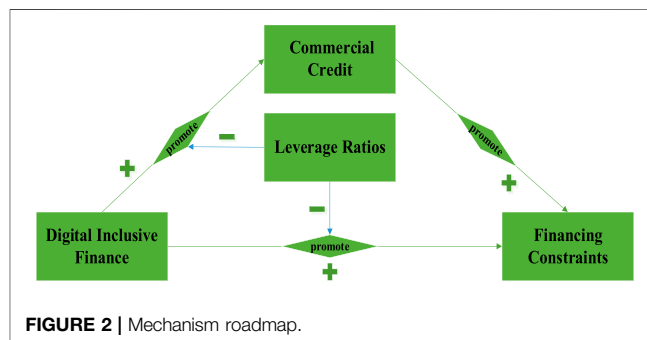 Commercial
Credit
promote
promote
+
−
Leverage Ratios
+
−
Digital Inclusive
Finance
promote
+
Financing
Constraints
FIGURE 2 | Mechanism roadmap.